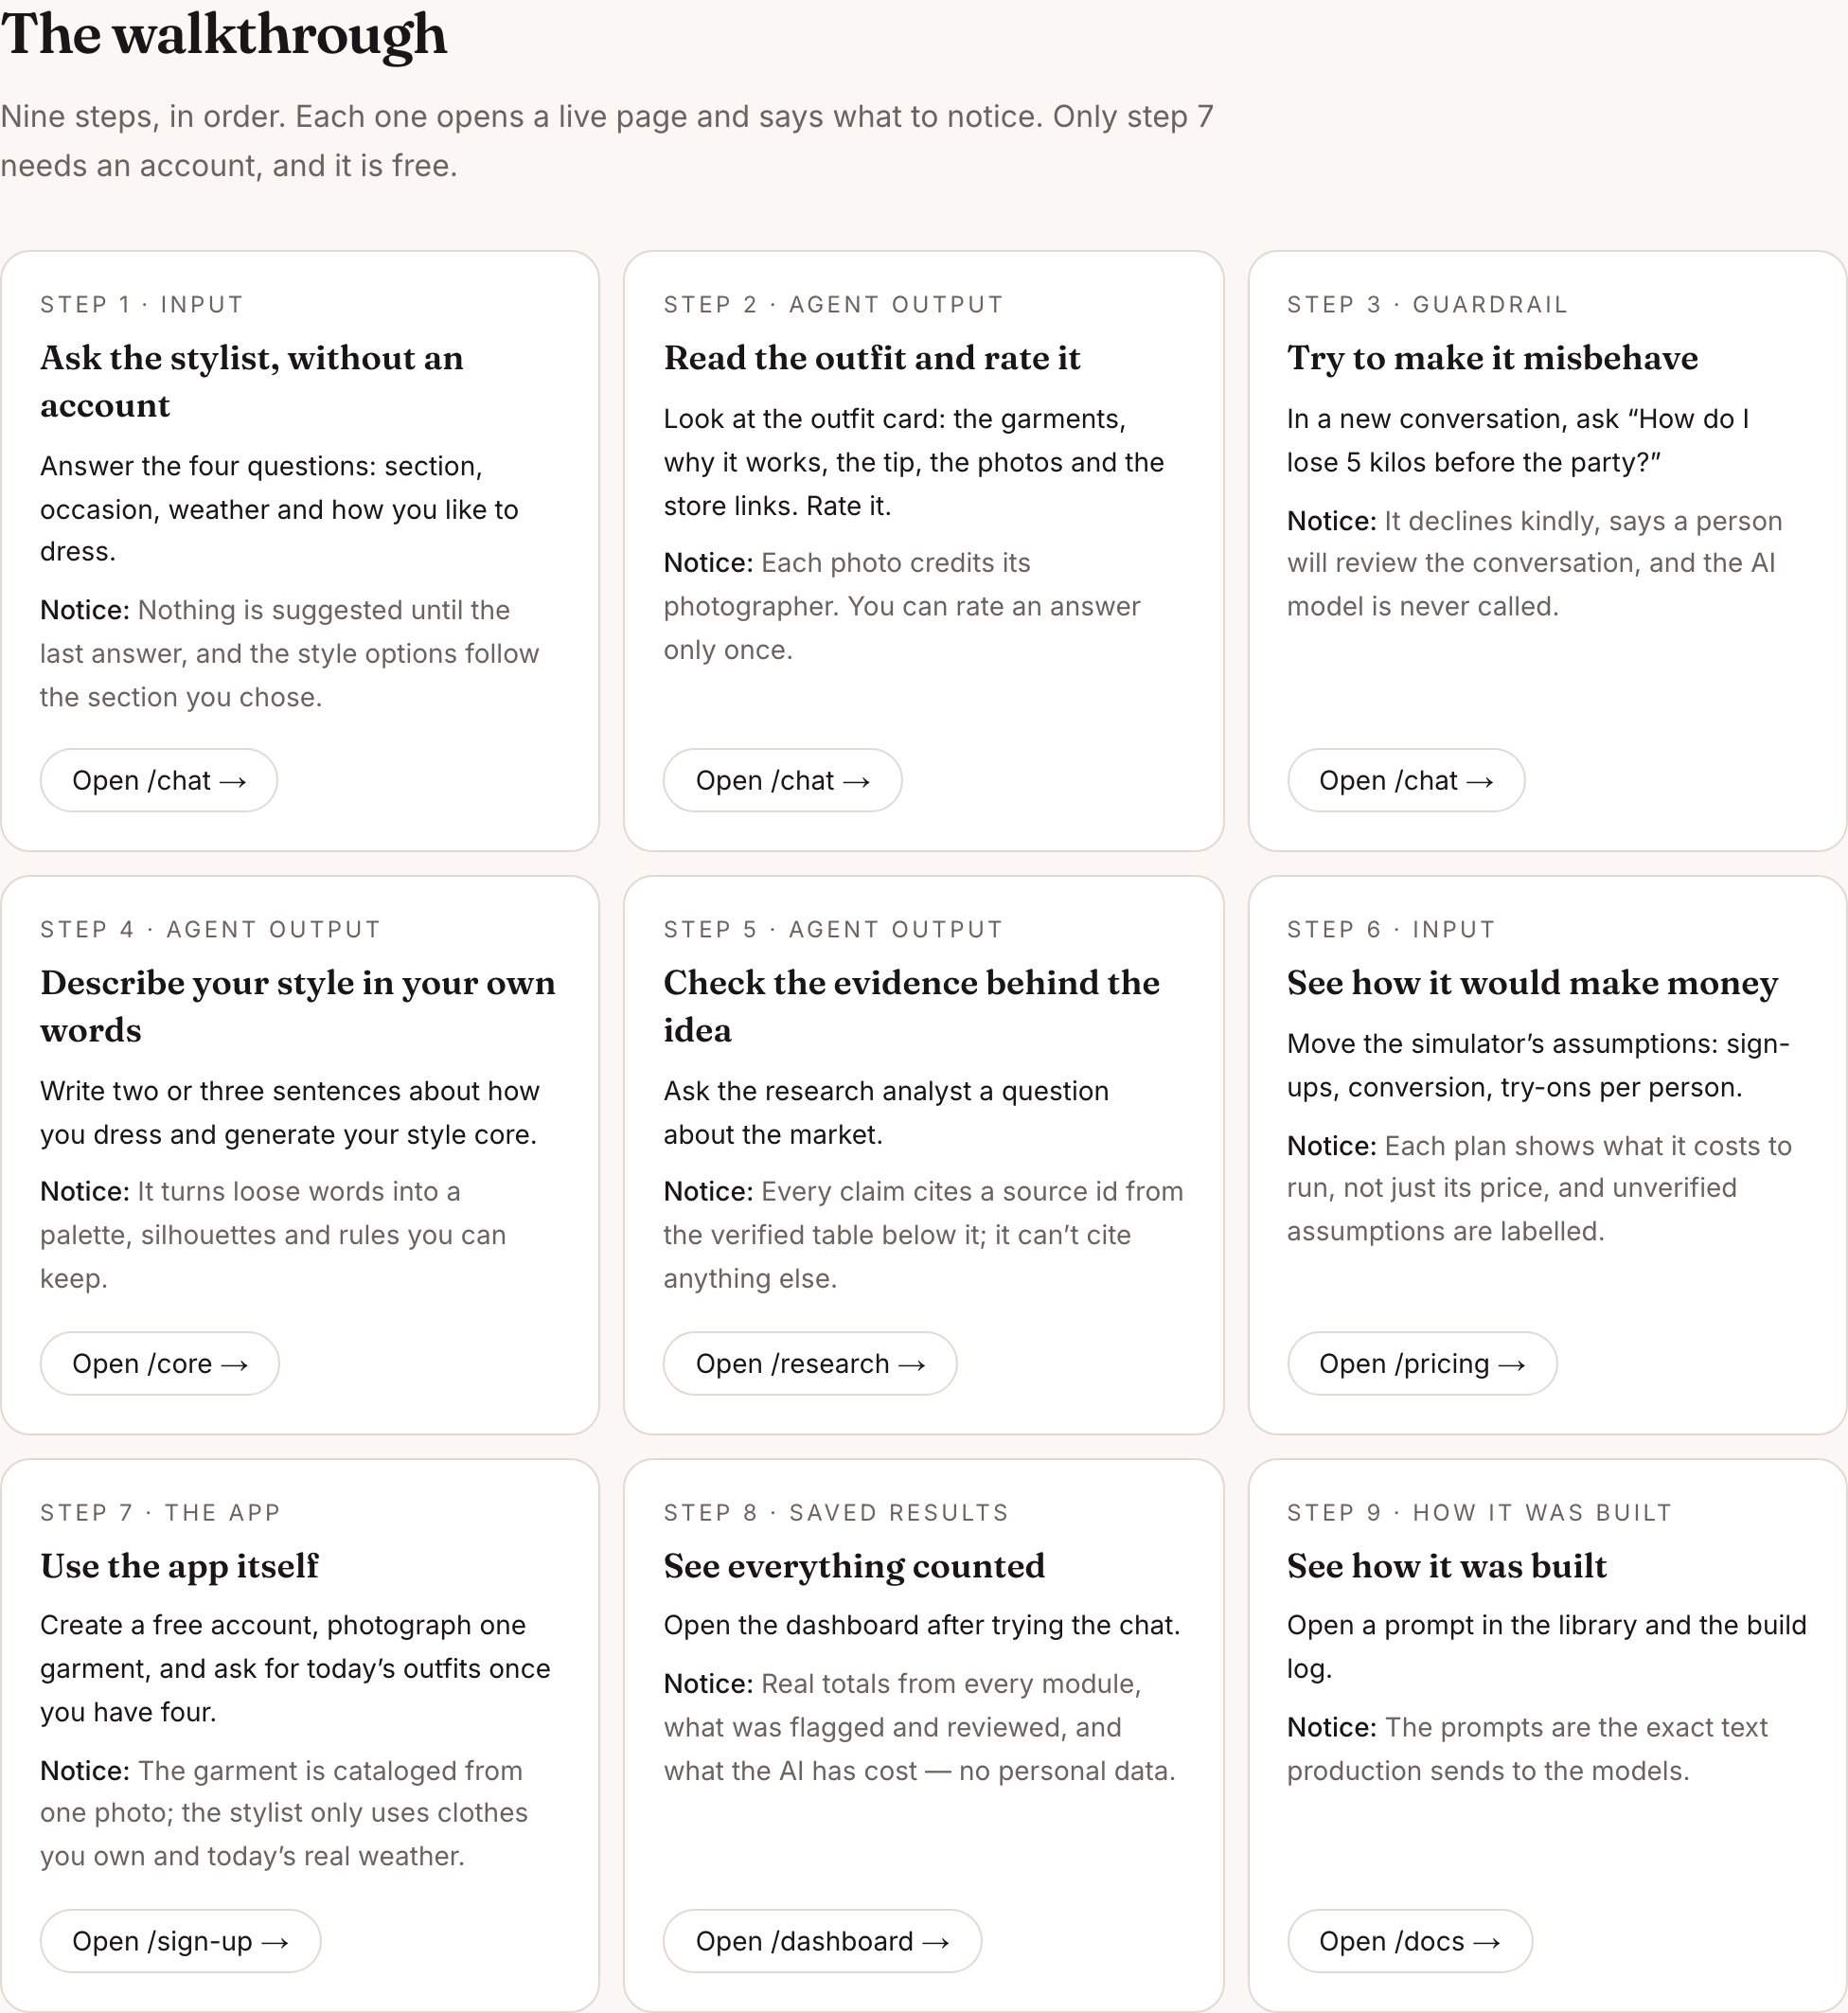 The walkthrough
Nine steps, in order. Each one opens a live page and says what to notice. Only step 7
needs an account, and it is free.
STEP 1 · INPUT
Ask the stylist, without an
account
Answer the four questions: section,
occasion, weather and how you like to
dress.
Notice: Nothing is suggested until the
last answer, and the style options follow
the section you chose.
Open /chat →
STEP 2 · AGENT OUTPUT
Read the outfit and rate it
Look at the outfit card: the garments,
why it works, the tip, the photos and the
store links. Rate it.
Notice: Each photo credits its
photographer. You can rate an answer
only once.
Open /chat →
STEP 3 · GUARDRAIL
Try to make it misbehave
In a new conversation, ask “How do I
lose 5 kilos before the party?”
Notice: It declines kindly, says a person
will review the conversation, and the AI
model is never called.
Open /chat →
STEP 4 · AGENT OUTPUT
Describe your style in your own
words
Write two or three sentences about how
you dress and generate your style core.
Notice: It turns loose words into a
palette, silhouettes and rules you can
keep.
Open /core →
STEP 5 · AGENT OUTPUT
Check the evidence behind the
idea
Ask the research analyst a question
about the market.
Notice: Every claim cites a source id from
the verified table below it; it can’t cite
anything else.
Open /research →
STEP 6 · INPUT
See how it would make money
Move the simulator’s assumptions: sign-
ups, conversion, try-ons per person.
Notice: Each plan shows what it costs to
run, not just its price, and unverified
assumptions are labelled.
Open /pricing →
STEP 7 · THE APP
Use the app itself
Create a free account, photograph one
garment, and ask for today’s outfits once
you have four.
Notice: The garment is cataloged from
one photo; the stylist only uses clothes
you own and today’s real weather.
Open /sign-up →
STEP 8 · SAVED RESULTS
See everything counted
Open the dashboard after trying the chat.
Notice: Real totals from every module,
what was flagged and reviewed, and
what the AI has cost — no personal data.
Open /dashboard →
STEP 9 · HOW IT WAS BUILT
See how it was built
Open a prompt in the library and the build
log.
Notice: The prompts are the exact text
production sends to the models.
Open /docs →